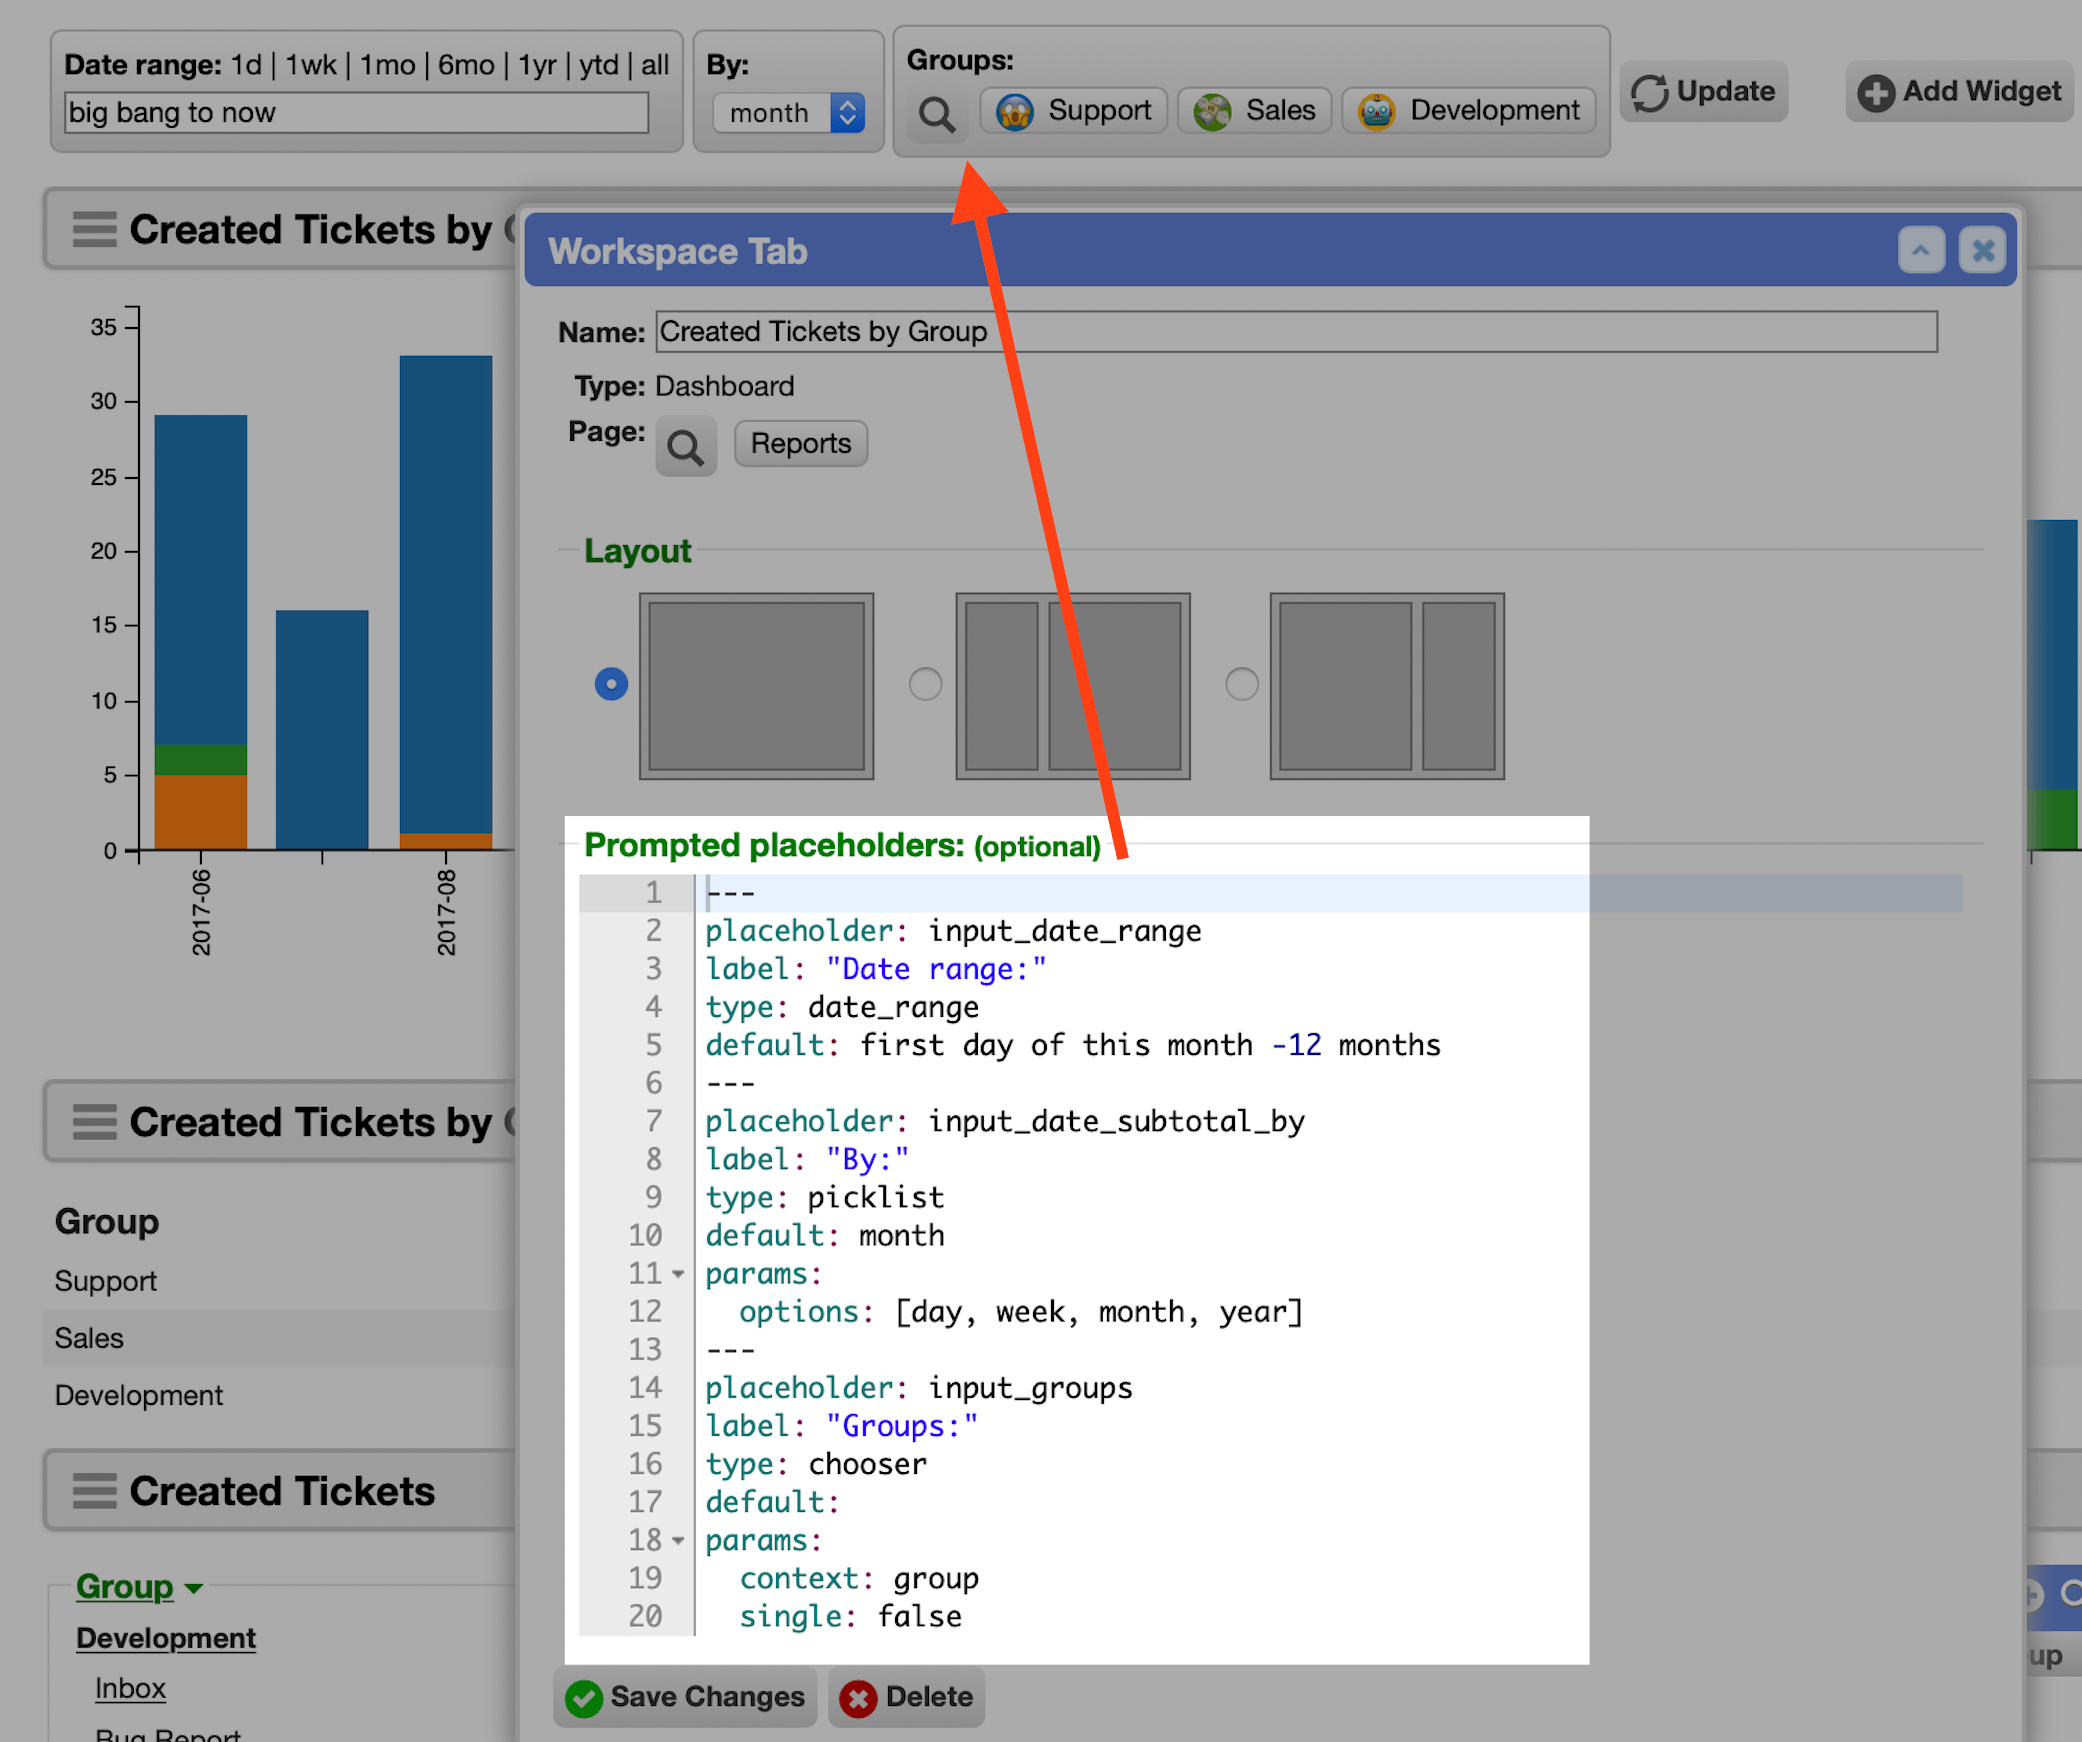 Date range: 1d | 1wk | 1mo | 6mo | 1yr | ytd | all
big bang to now
By:
month
Groups:
Support
Sales
Development
Update
Add Widget
Created Tickets by
Workspace Tab
Name: Created Tickets by Group
Type: Dashboard
Page: Reports
Layout
35
30
25
20
15
10
5
0
2017-06
2017-08
Prompted placeholders: (optional)
1 ---
2 placeholder: input_date_range
3 label: "Date range:"
4 type: date_range
5 default: first day of this month -12 months
6 ---
7 placeholder: input_date_subtotal_by
8 label: "By:"
9 type: picklist
10 default: month
11 params:
12 options: [day, week, month, year]
13 ---
14 placeholder: input_groups
15 label: "Groups:"
16 type: chooser
17 default:
18 params:
19 context: group
20 single: false
Save Changes
Delete
Created Tickets by
Group
Support
Sales
Development
Created Tickets
Group
Development
Inbox
Bug Report
up